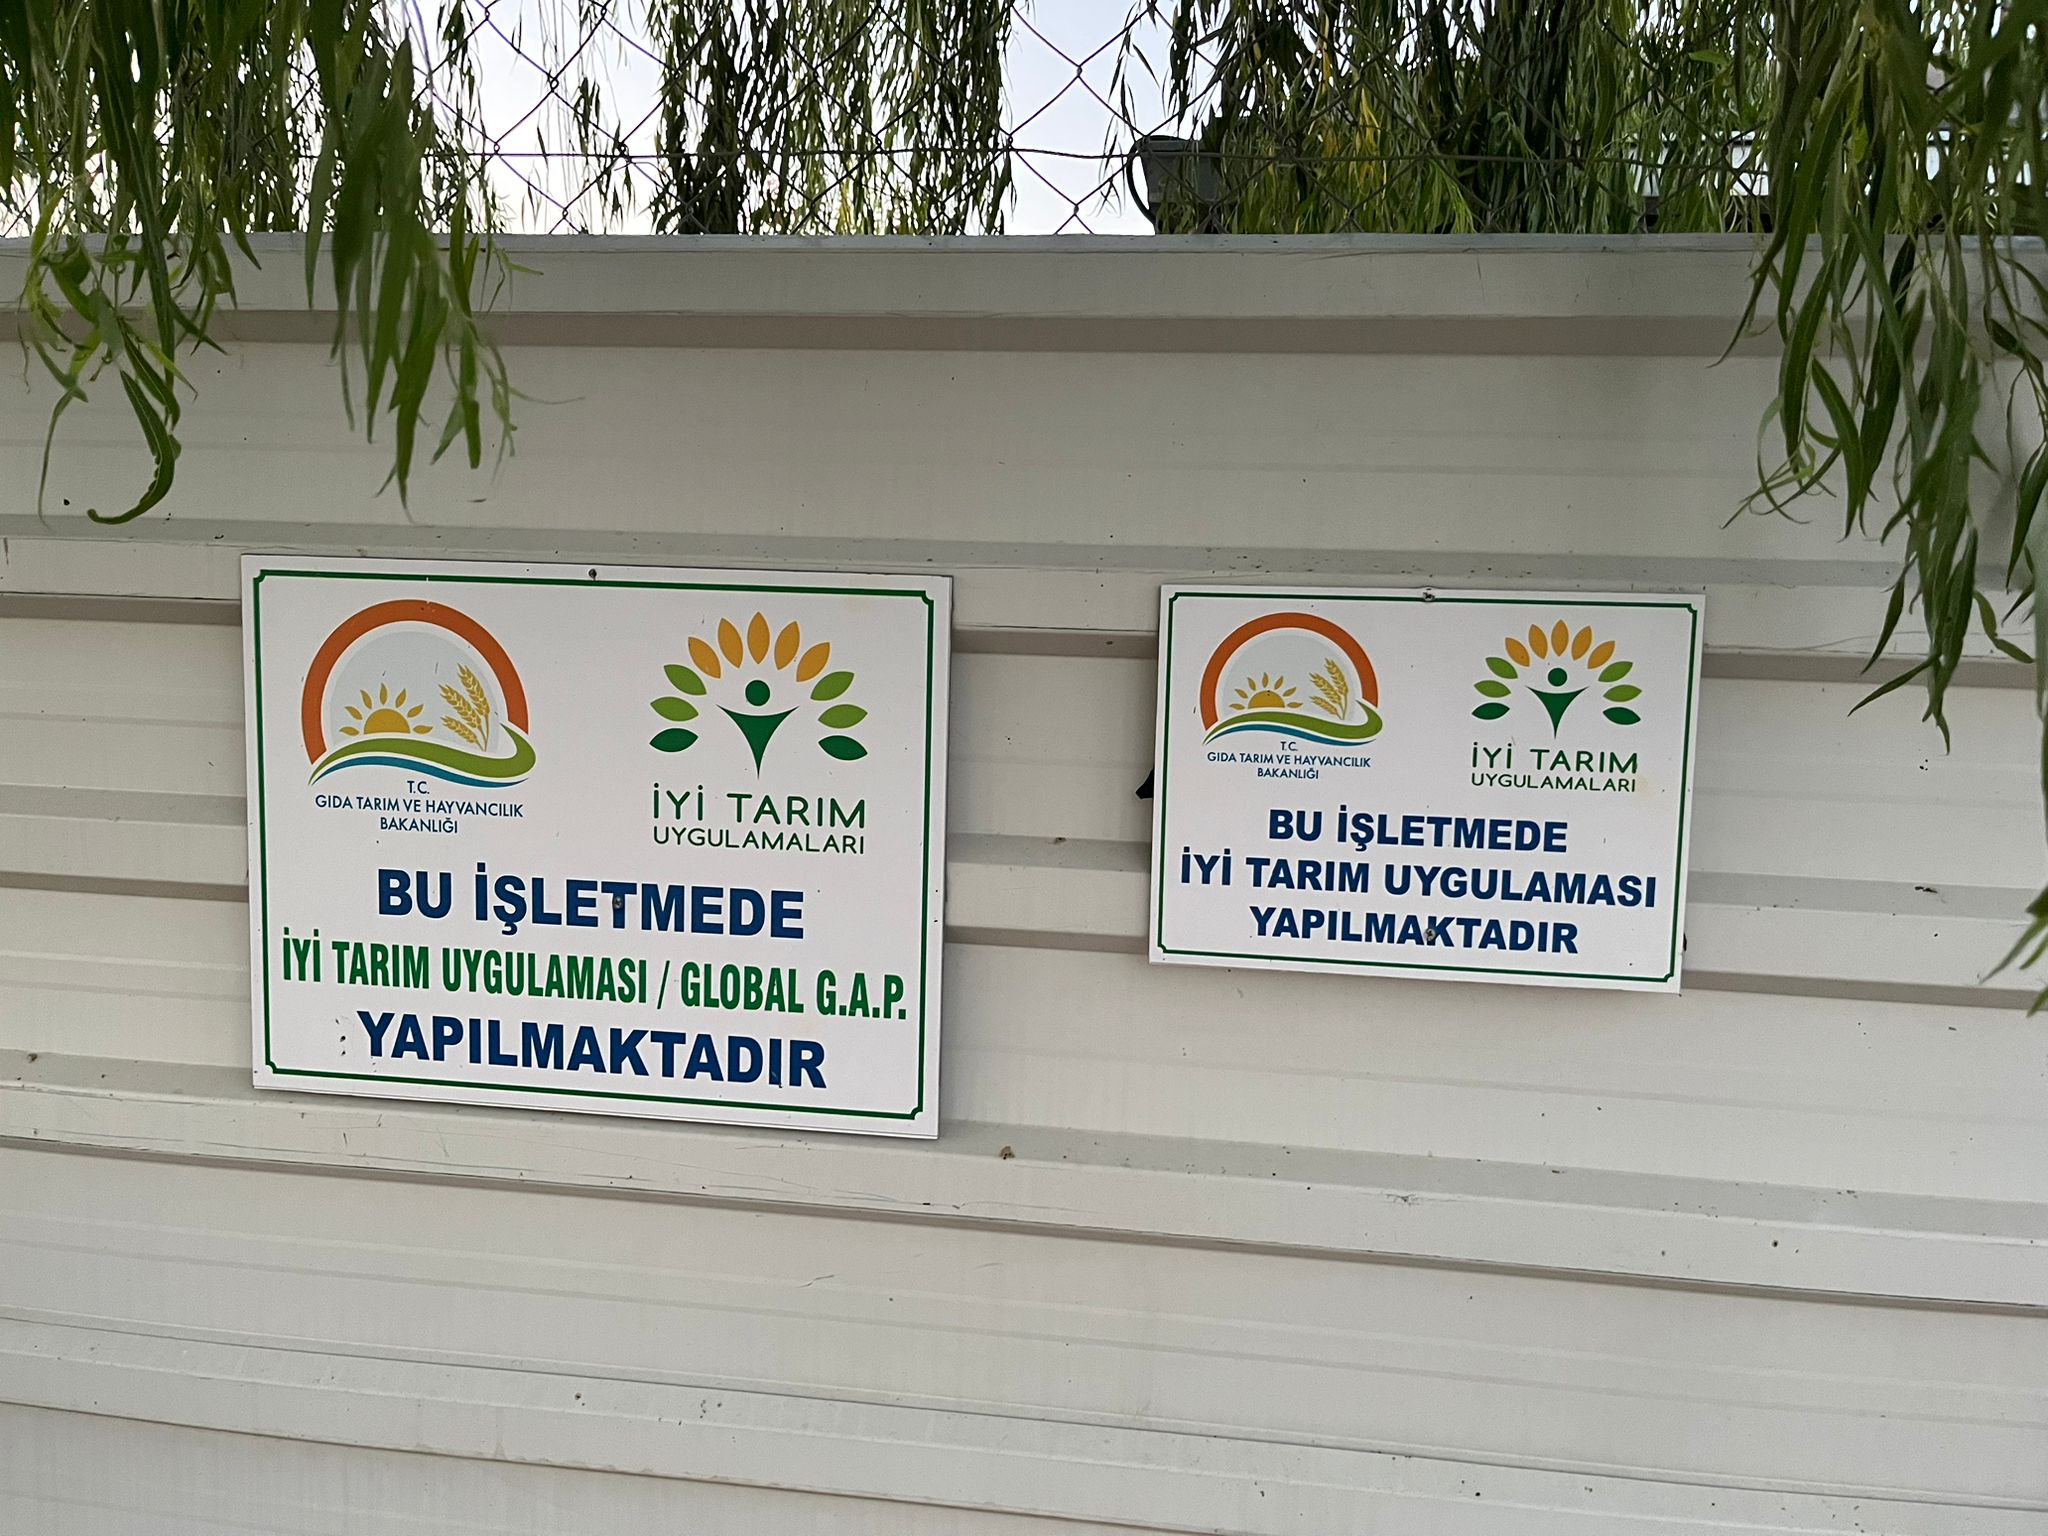 T.C.
GIDA TARIM VE HAYVANCILIK
BAKANLIĞI
İYİ TARIM
UYGULAMALARI
BU İŞLETMEDE
İYİ TARIM UYGULAMASI / GLOBAL G.A.P.
YAPILMAKTADIR
T.C.
GIDA TARIM VE HAYVANCILIK
BAKANLIĞI
İYİ TARIM
UYGULAMALARI
BU İŞLETMEDE
İYİ TARIM UYGULAMASI
YAPILMAKTADIR